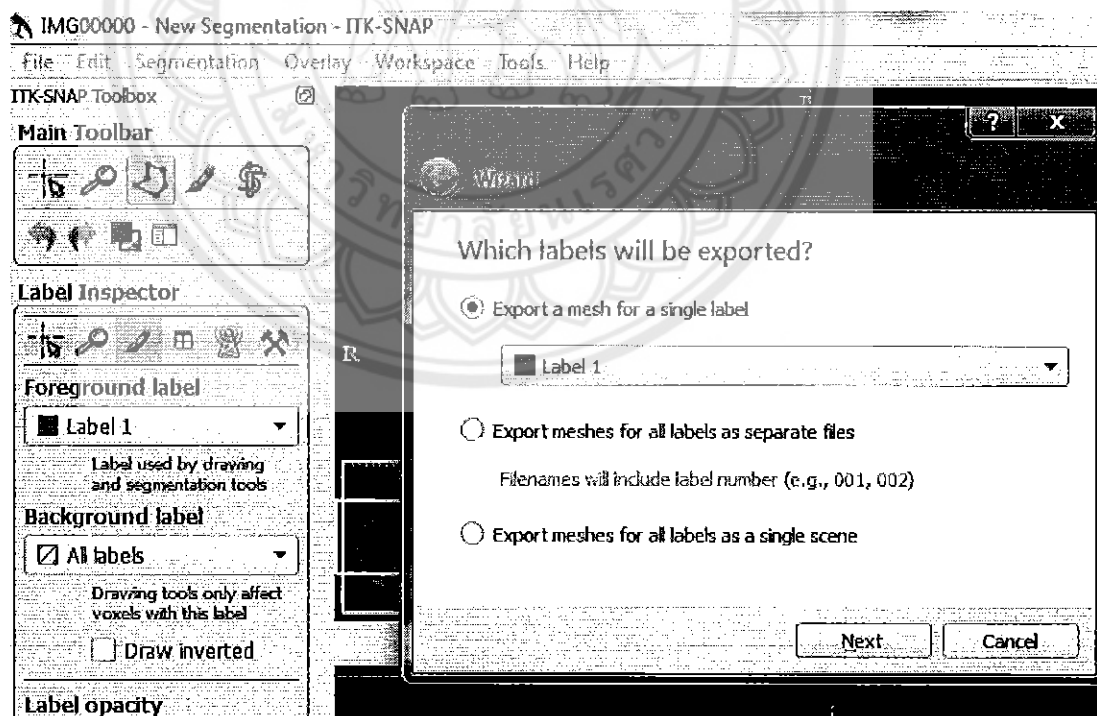 IMG00000 - New Segmentation - ITK-SNAP
File Edit Segmentation Overlay Workspace Tools Help
ITK-SNAP Toolbox
Main Toolbar
? X
Wizard
Which labels will be exported?
Export a mesh for a single label
Label 1
Export meshes for all labels as separate files
Filenames will include label number (e.g., 001, 002)
Export meshes for all labels as a single scene
Next Cancel
Label Inspector
R
Foreground label
Label 1
Label used by drawing
and segmentation tools
Background label
All labels
Drawing tools only affect
voxels with this label
Draw inverted
Label opacity